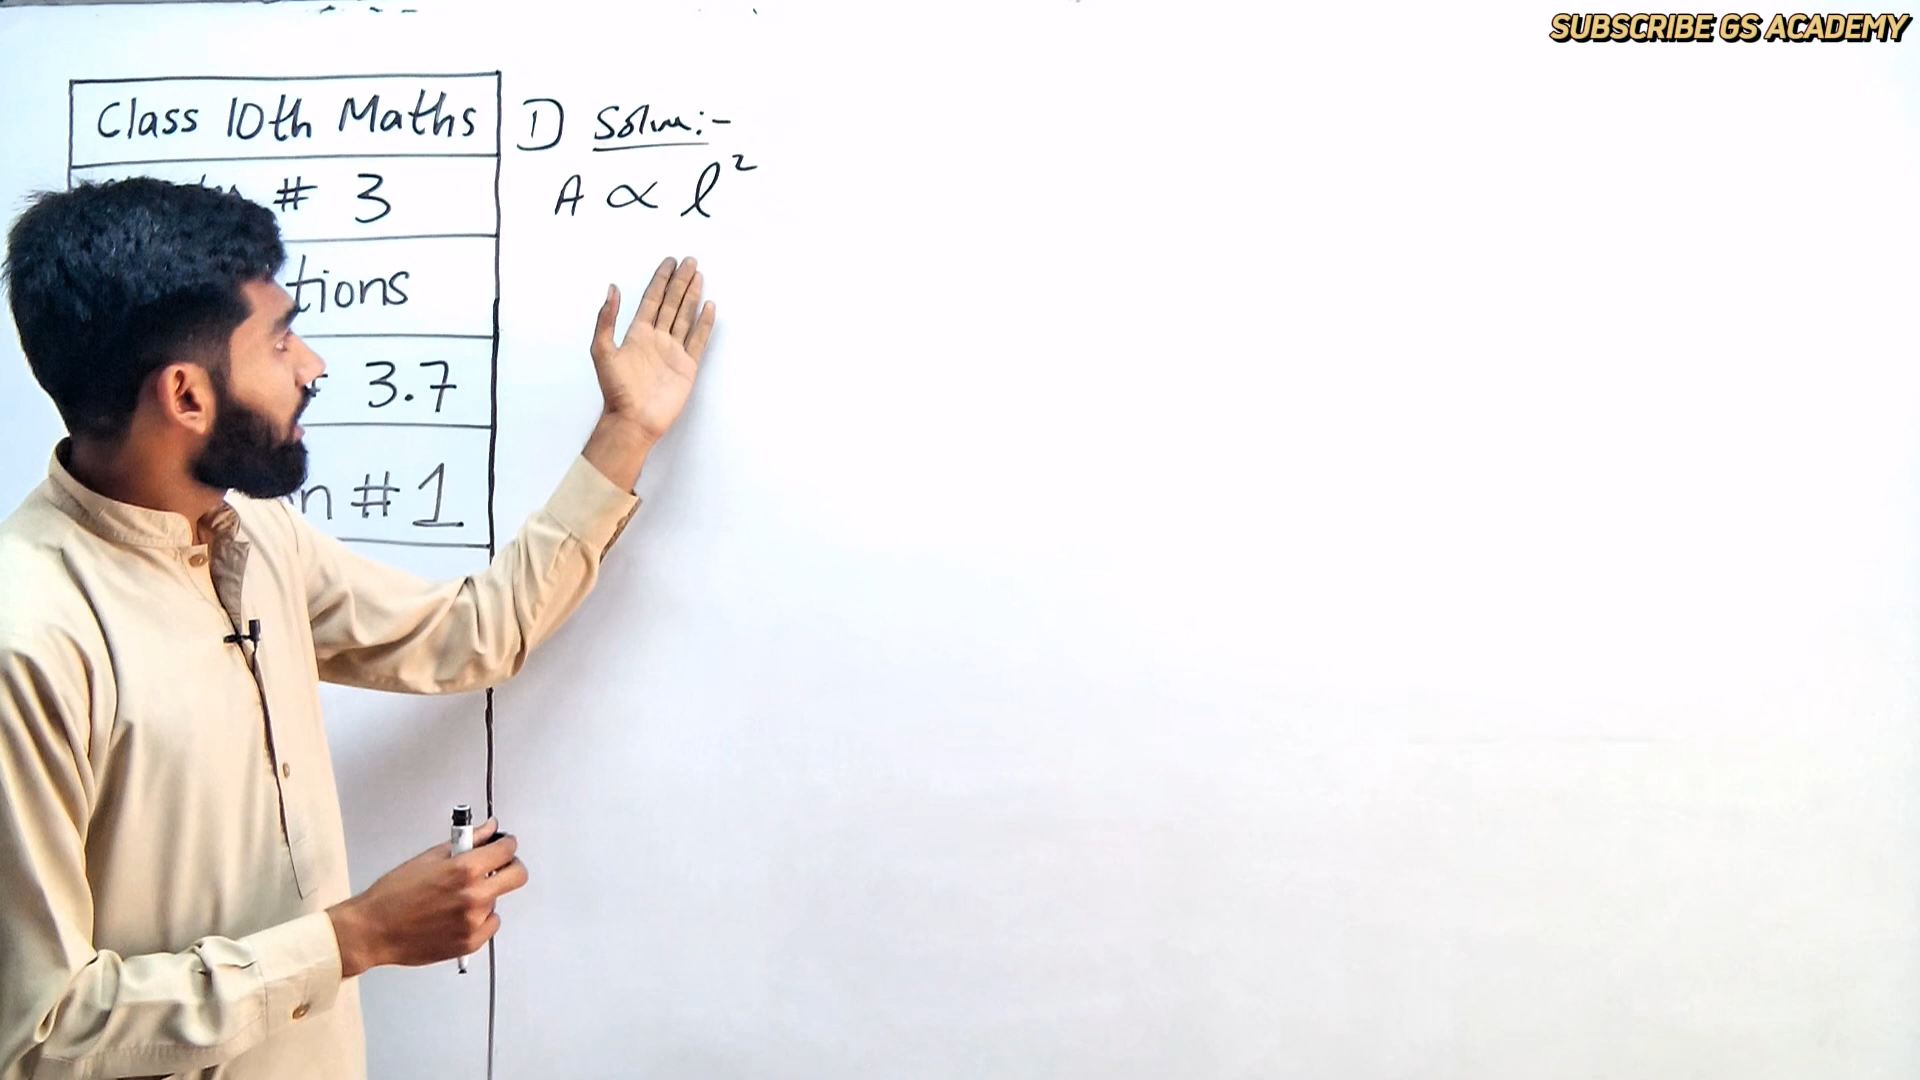 SUBSCRIBE GS ACADEMY
Class 10th Maths
# 3
tions
3.7
n # 1
1) Soln:-
A ∝ l²